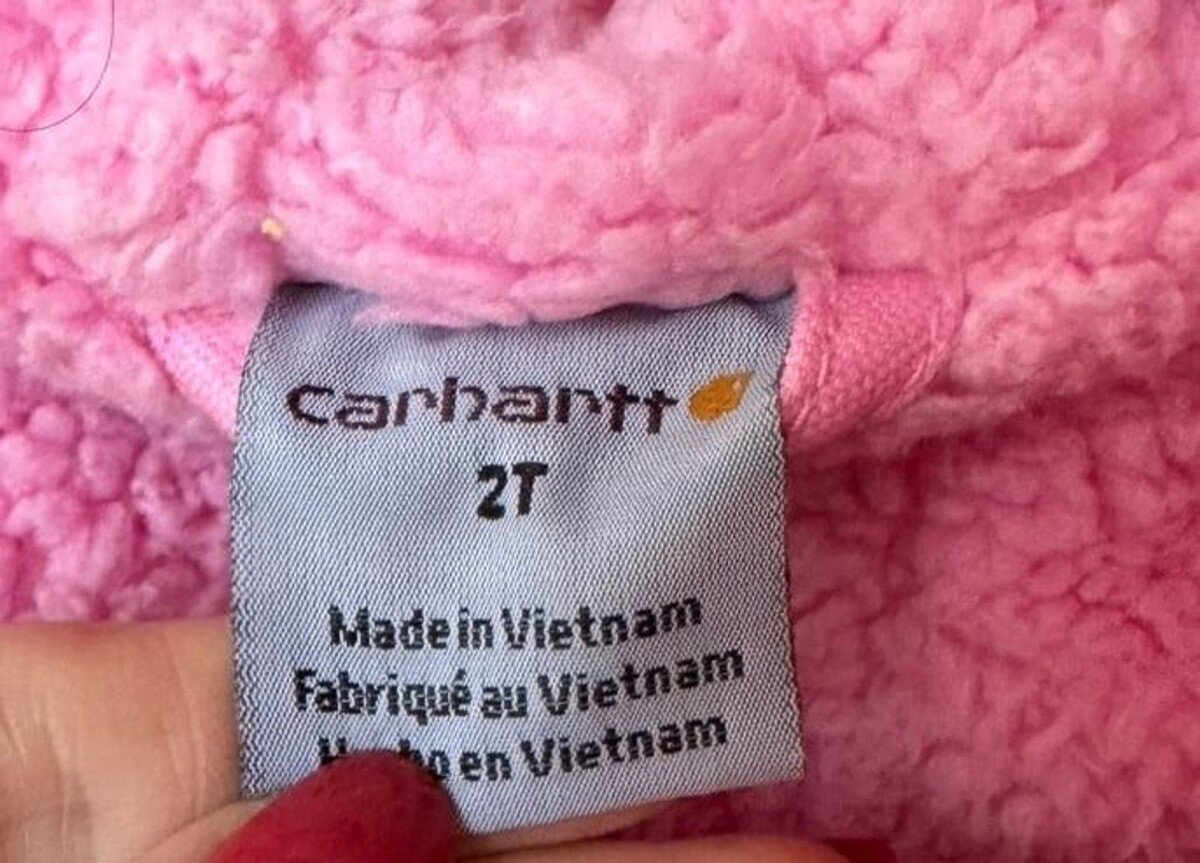 carhartt
2T
Made in Vietnam
Fabriqué au Vietnam
en Vietnam